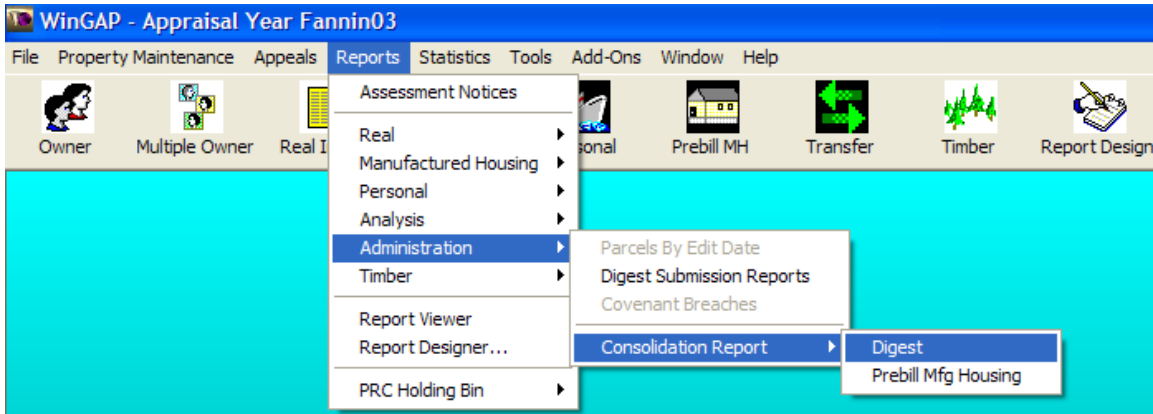 WinGAP - Appraisal Year Fannin03
File Property Maintenance Appeals Reports Statistics Tools Add-Ons Window Help
Owner Multiple Owner Real I sonal Prebill MH Transfer Timber Report Design
Assessment Notices
Real
Manufactured Housing
Personal
Analysis
Administration
Timber
Report Viewer
Report Designer...
PRC Holding Bin
Parcels By Edit Date
Digest Submission Reports
Covenant Breaches
Consolidation Report
Digest
Prebill Mfg Housing